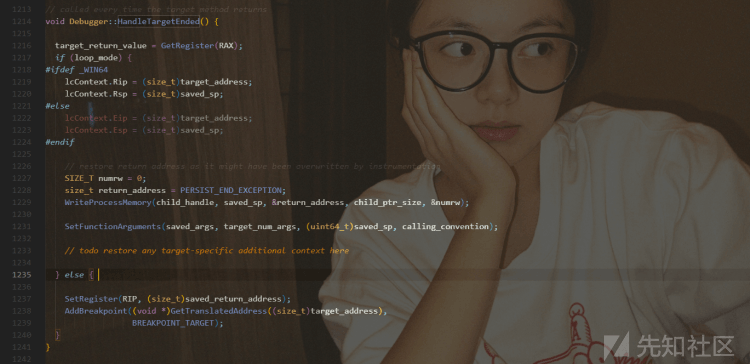 1213 // called every time the target method returns
1214 void Debugger::HandleTargetEnded() {
1215
1216 target_return_value = GetRegister(RAX);
1217 if (loop_mode) {
1218 #ifdef _WIN64
1219 lcContext.Rip = (size_t)target_address;
1220 lcContext.Rsp = (size_t)saved_sp;
1221 #else
1222 lcContext.Eip = (size_t)target_address;
1223 lcContext.Esp = (size_t)saved_sp;
1224 #endif
1225
1226 // restore return address as it might have been overwritten by instrumentation
1227 SIZE_T numrw = 0;
1228 size_t return_address = PERSIST_END_EXCEPTION;
1229 WriteProcessMemory(child_handle, saved_sp, &return_address, child_ptr_size, &numrw);
1230
1231 SetFunctionArguments(saved_args, target_num_args, (uint64_t)saved_sp, calling_convention);
1232
1233 // todo restore any target-specific additional context here
1234
1235 } else {
1236
1237 SetRegister(RIP, (size_t)saved_return_address);
1238 AddBreakpoint((void *)GetTranslatedAddress((size_t)target_address),
1239 BREAKPOINT_TARGET);
1240 }
1241 }
1242
先知社区